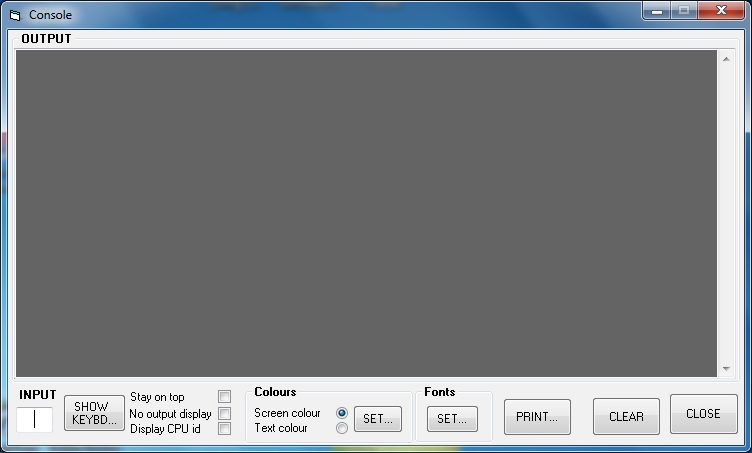 Console
OUTPUT
INPUT
SHOW
KEYBD...
Stay on top
No output display
Display CPU id
Colours
Screen colour
Text colour
SET...
Fonts
SET...
PRINT...
CLEAR
CLOSE